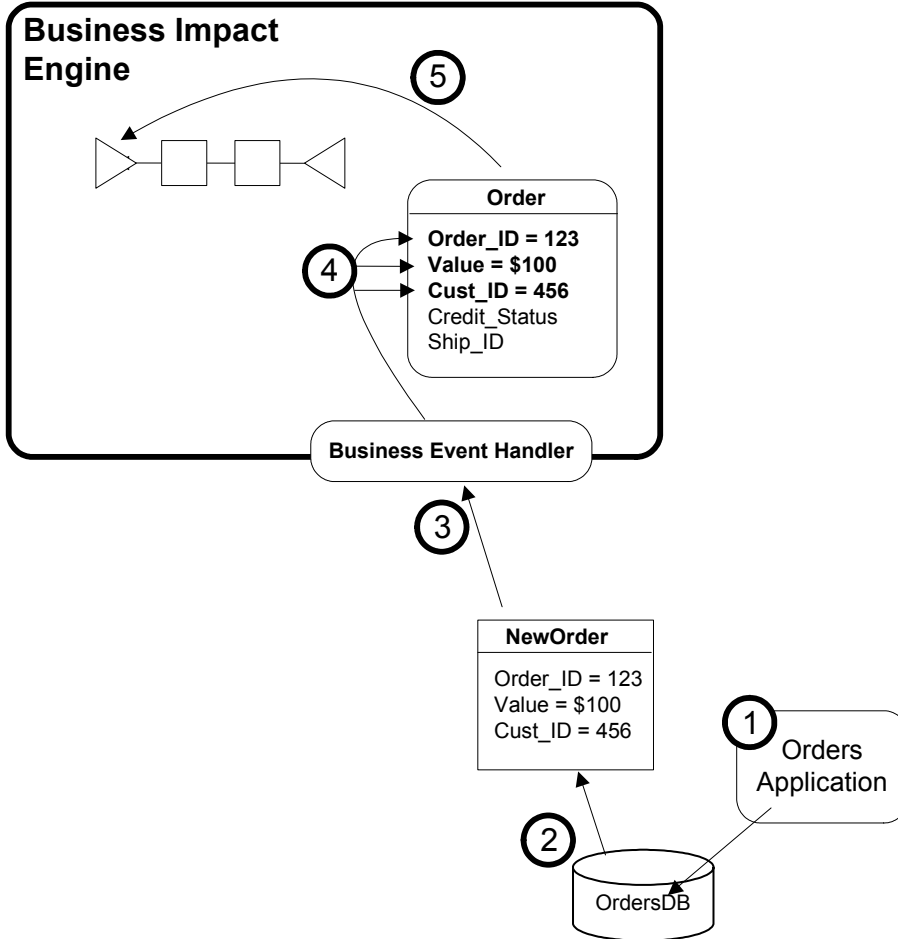 Business Impact
Engine
5
Order
Order_ID = 123
Value = $100
Cust_ID = 456
Credit_Status
Ship_ID
4
Business Event Handler
3
NewOrder
Order_ID = 123
Value = $100
Cust_ID = 456
1
Orders
Application
2
OrdersDB